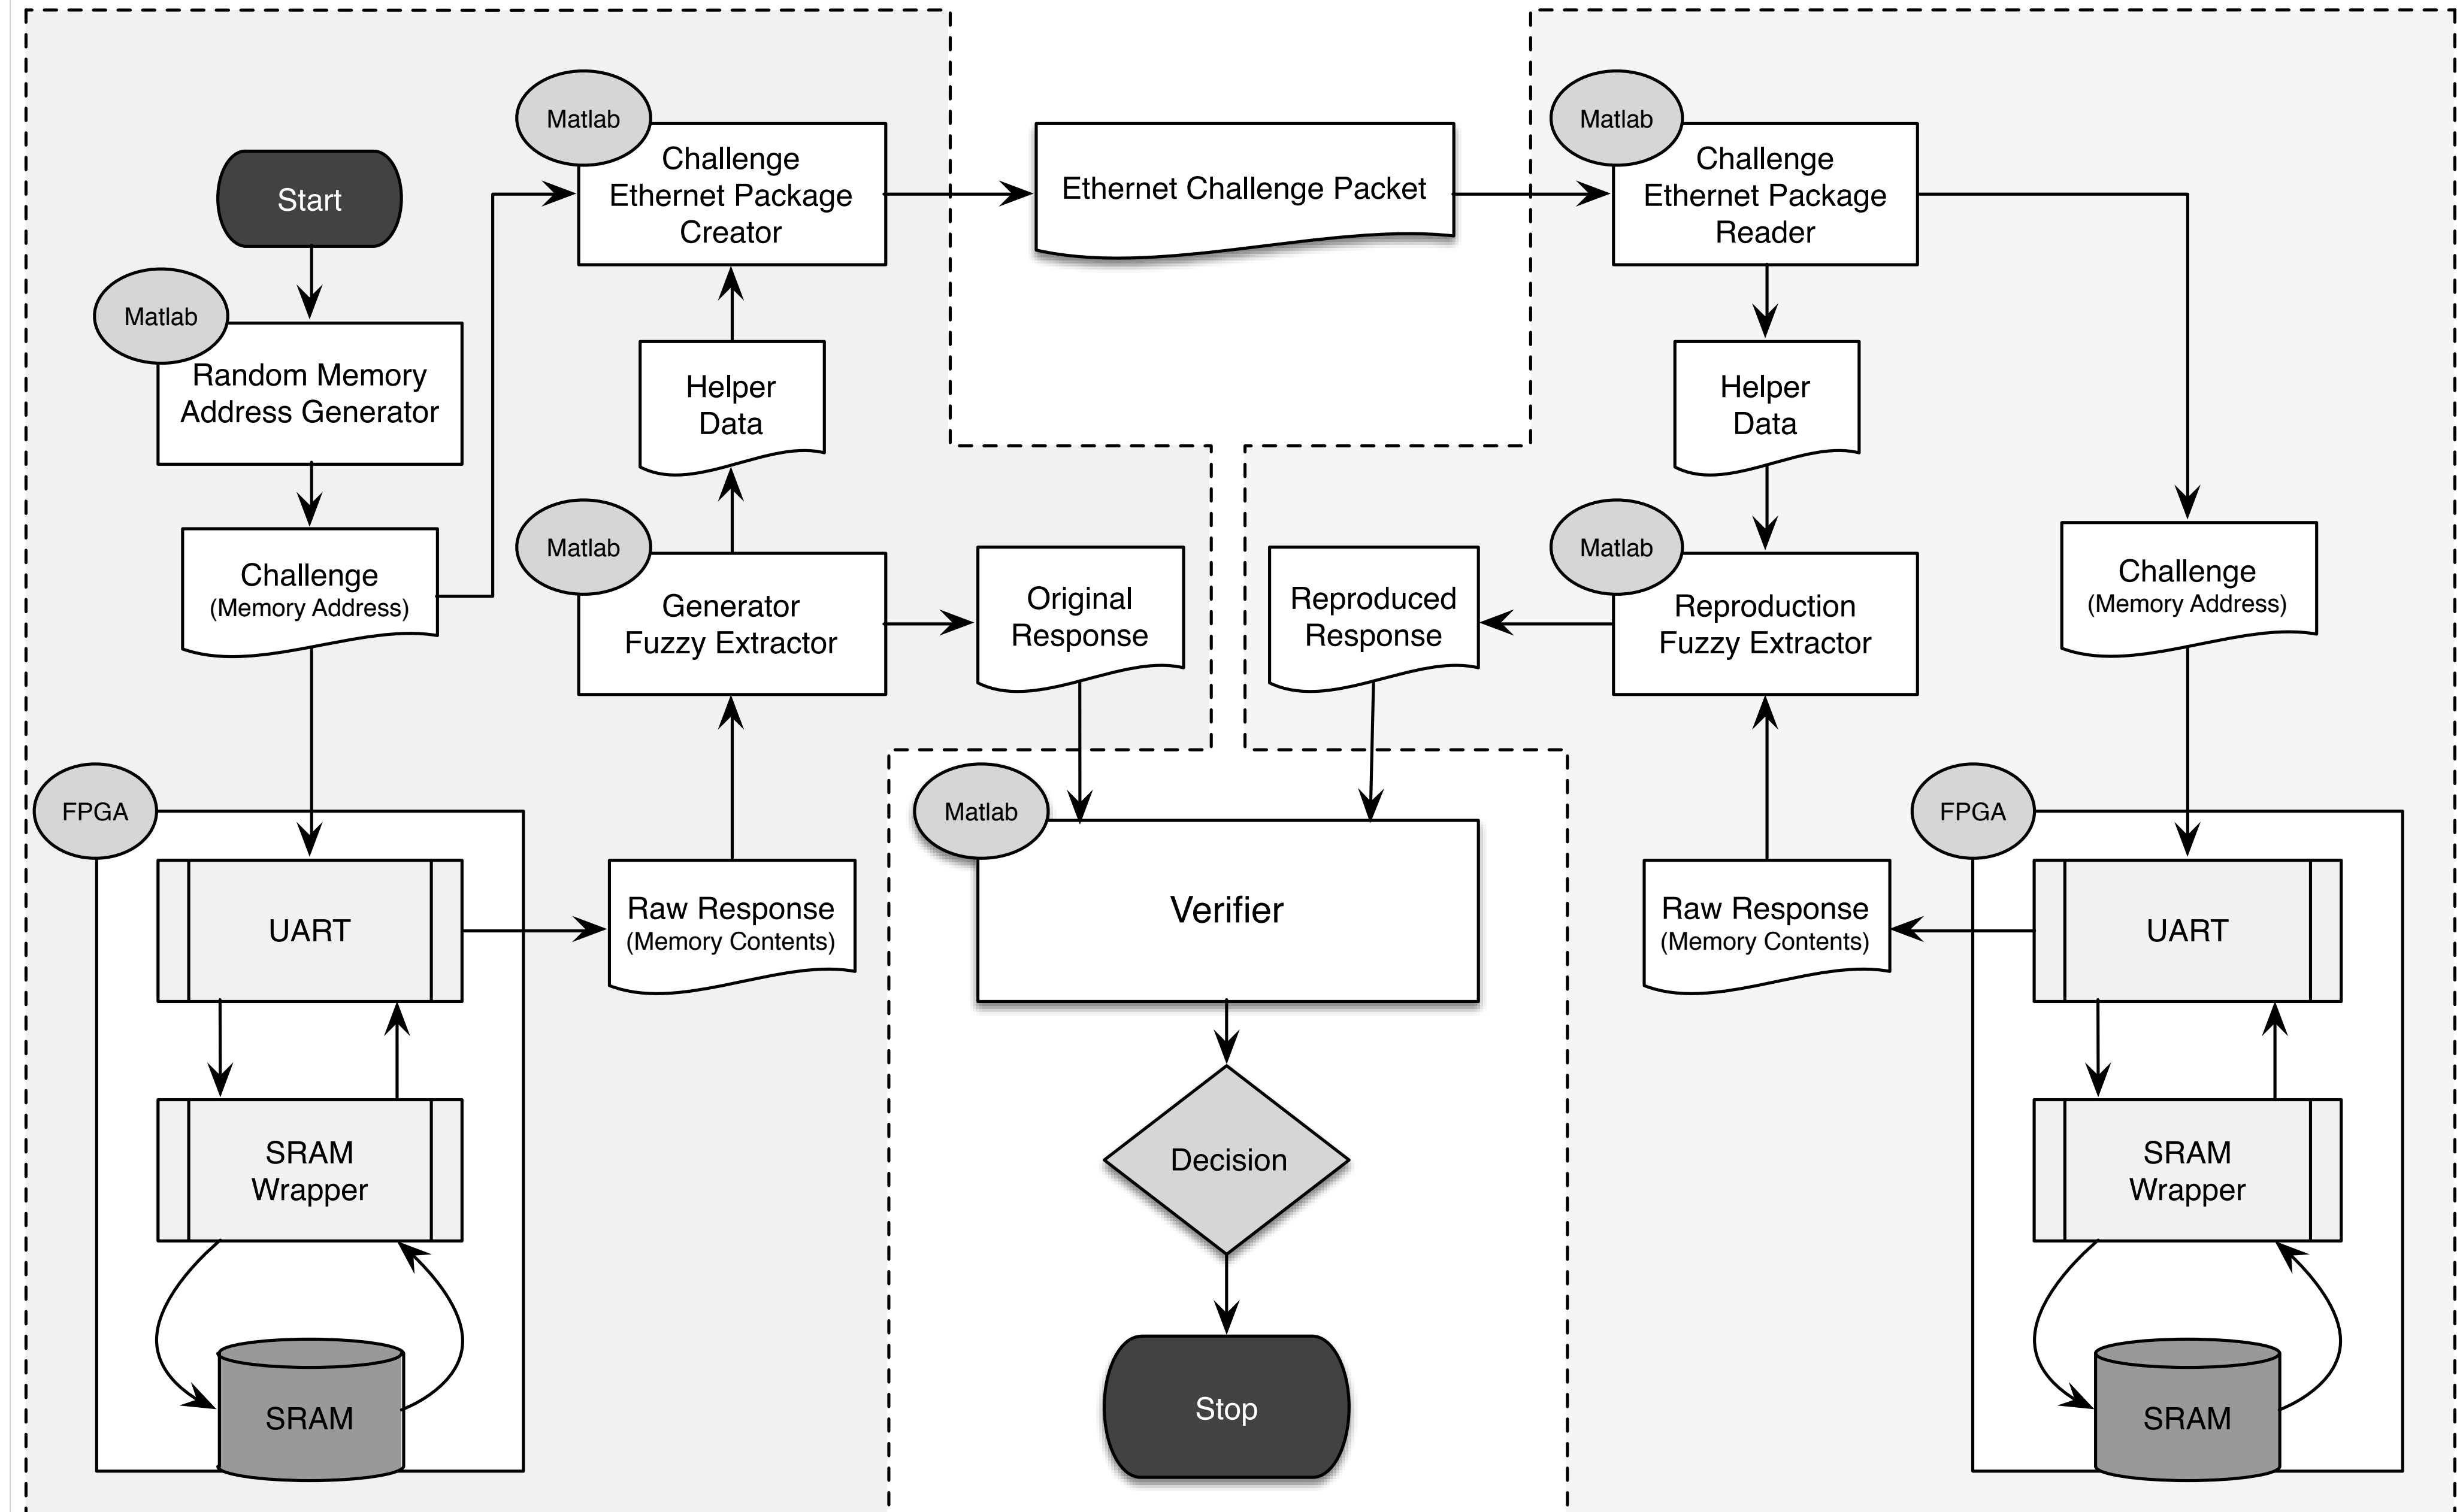 Start
Matlab
Random Memory
Address Generator
Challenge
(Memory Address)
FPGA
UART
SRAM
Wrapper
SRAM
Raw Response
(Memory Contents)
Matlab
Generator
Fuzzy Extractor
Helper
Data
Matlab
Challenge
Ethernet Package
Creator
Ethernet Challenge Packet
Original
Response
Matlab
Challenge
Ethernet Package
Reader
Helper
Data
Challenge
(Memory Address)
FPGA
UART
SRAM
Wrapper
SRAM
Raw Response
(Memory Contents)
Matlab
Reproduction
Fuzzy Extractor
Reproduced
Response
Matlab
Verifier
Decision
Stop